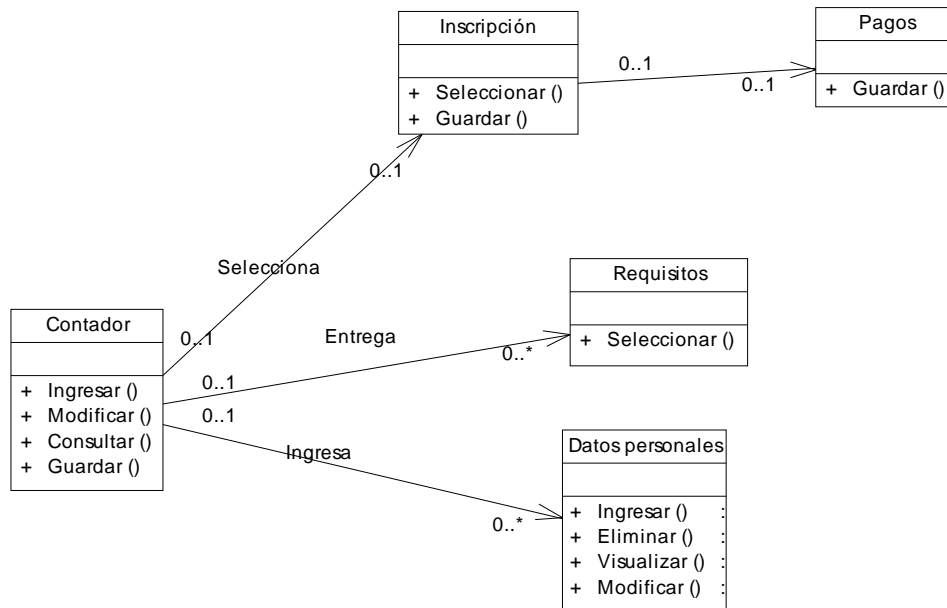 Inscripción
+ Seleccionar ()
+ Guardar ()
Pagos
+ Guardar ()
0..1
0..1
0..1
Selecciona
0..1
Requisitos
+ Seleccionar ()
Contador
+ Ingresar ()
+ Modificar ()
+ Consultar ()
+ Guardar ()
Entrega
0..1
0..*
0..1
Ingresa
0..*
Datos personales
+ Ingresar () :
+ Eliminar () :
+ Visualizar () :
+ Modificar () :